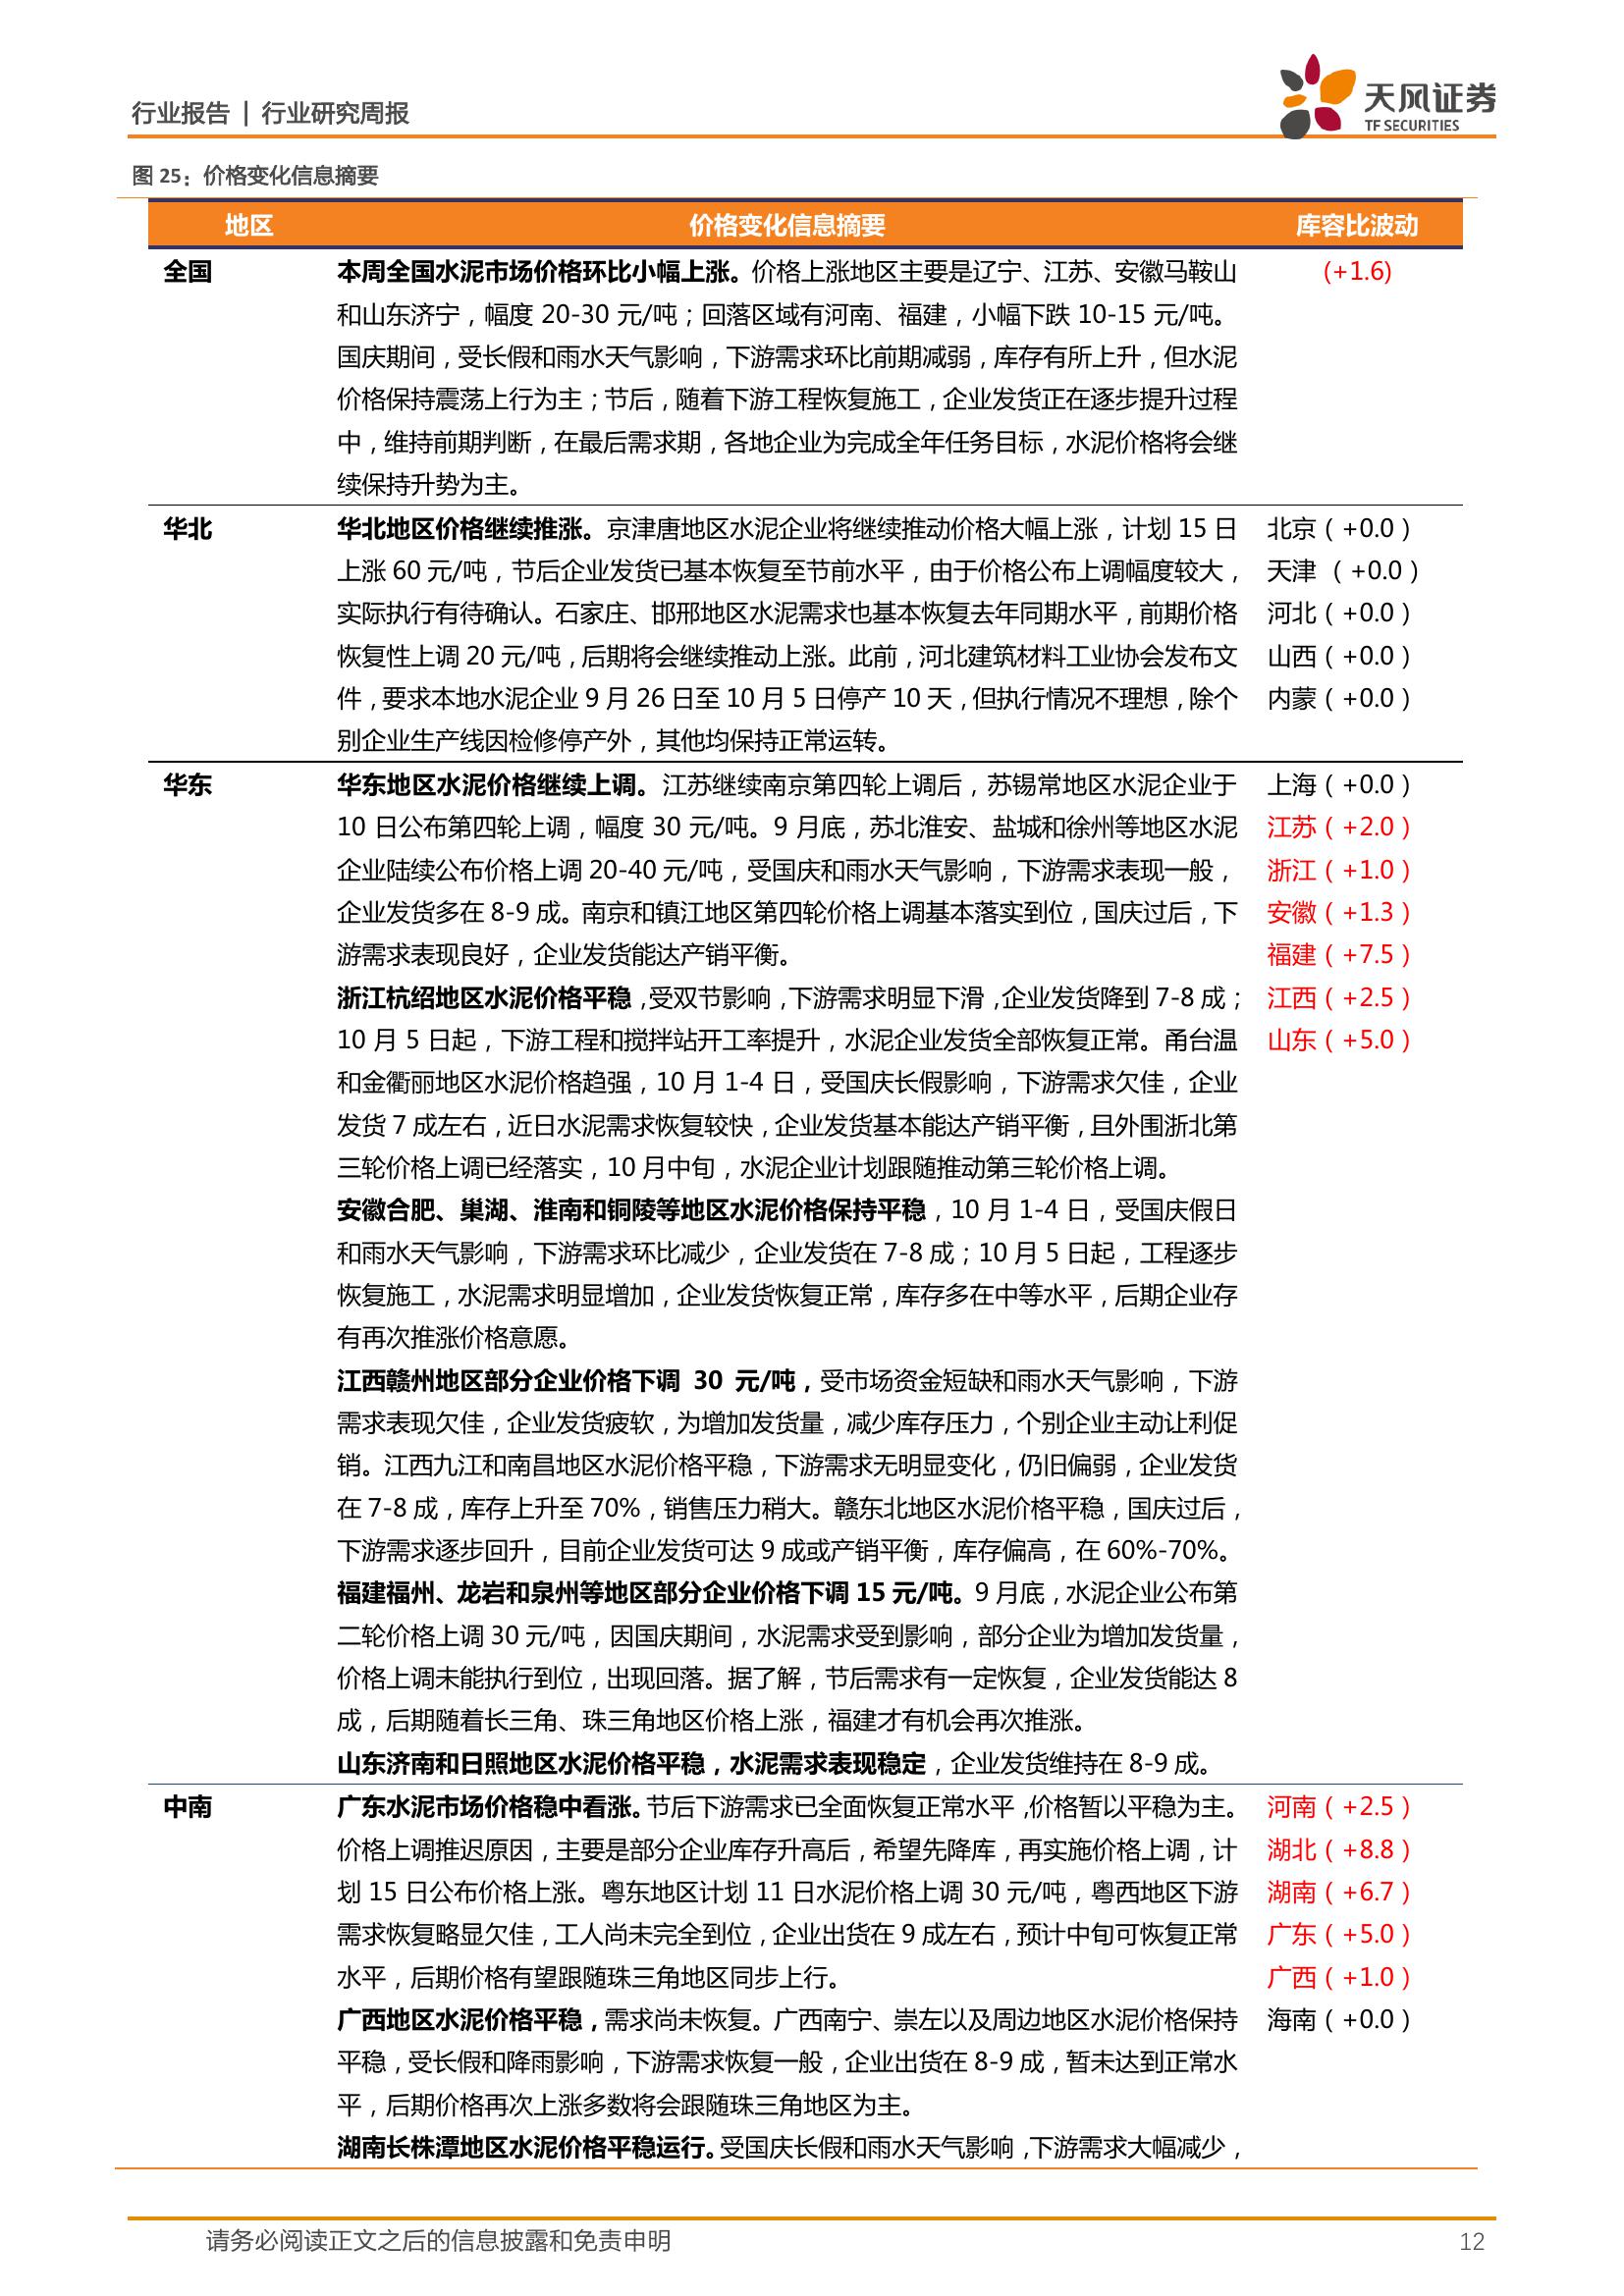 行业报告 | 行业研究周报
天风证券
TF SECURITIES
图 25：价格变化信息摘要
地区 价格变化信息摘要 库容比波动
全国 本周全国水泥市场价格环比小幅上涨。价格上涨地区主要是辽宁、江苏、安徽马鞍山 (+1.6)
和山东济宁，幅度 20-30 元/吨；回落区域有河南、福建，小幅下跌 10-15 元/吨。
国庆期间，受长假和雨水天气影响，下游需求环比前期减弱，库存有所上升，但水泥
价格保持震荡上行为主；节后，随着下游工程恢复施工，企业发货正在逐步提升过程
中，维持前期判断，在最后需求期，各地企业为完成全年任务目标，水泥价格将会继
续保持升势为主。
华北 华北地区价格继续推涨。京津唐地区水泥企业将继续推动价格大幅上涨，计划 15 日 北京（+0.0）
上涨 60 元/吨，节后企业发货已基本恢复至节前水平，由于价格公布上调幅度较大， 天津 （+0.0）
实际执行有待确认。石家庄、邯邢地区水泥需求也基本恢复去年同期水平，前期价格 河北（+0.0）
恢复性上调 20 元/吨，后期将会继续推动上涨。此前，河北建筑材料工业协会发布文 山西（+0.0）
件，要求本地水泥企业 9 月 26 日至 10 月 5 日停产 10 天，但执行情况不理想，除个 内蒙（+0.0）
别企业生产线因检修停产外，其他均保持正常运转。
华东 华东地区水泥价格继续上调。江苏继续南京第四轮上调后，苏锡常地区水泥企业于 上海（+0.0）
10 日公布第四轮上调，幅度 30 元/吨。9 月底，苏北淮安、盐城和徐州等地区水泥 江苏（+2.0）
企业陆续公布价格上调 20-40 元/吨，受国庆和雨水天气影响，下游需求表现一般， 浙江（+1.0）
企业发货多在 8-9 成。南京和镇江地区第四轮价格上调基本落实到位，国庆过后，下 安徽（+1.3）
游需求表现良好，企业发货能达产销平衡。 福建（+7.5）
浙江杭绍地区水泥价格平稳，受双节影响，下游需求明显下滑，企业发货降到 7-8 成； 江西（+2.5）
10 月 5 日起，下游工程和搅拌站开工率提升，水泥企业发货全部恢复正常。甬台温 山东（+5.0）
和金衢丽地区水泥价格趋强，10 月 1-4 日，受国庆长假影响，下游需求欠佳，企业
发货 7 成左右，近日水泥需求恢复较快，企业发货基本能达产销平衡，且外围浙北第
三轮价格上调已经落实，10 月中旬，水泥企业计划跟随推动第三轮价格上调。
安徽合肥、巢湖、淮南和铜陵等地区水泥价格保持平稳，10 月 1-4 日，受国庆假日
和雨水天气影响，下游需求环比减少，企业发货在 7-8 成；10 月 5 日起，工程逐步
恢复施工，水泥需求明显增加，企业发货恢复正常，库存多在中等水平，后期企业存
有再次推涨价格意愿。
江西赣州地区部分企业价格下调 30 元/吨，受市场资金短缺和雨水天气影响，下游
需求表现欠佳，企业发货疲软，为增加发货量，减少库存压力，个别企业主动让利促
销。江西九江和南昌地区水泥价格平稳，下游需求无明显变化，仍旧偏弱，企业发货
在 7-8 成，库存上升至 70%，销售压力稍大。赣东北地区水泥价格平稳，国庆过后，
下游需求逐步回升，目前企业发货可达 9 成或产销平衡，库存偏高，在 60%-70%。
福建福州、龙岩和泉州等地区部分企业价格下调 15 元/吨。9 月底，水泥企业公布第
二轮价格上调 30 元/吨，因国庆期间，水泥需求受到影响，部分企业为增加发货量，
价格上调未能执行到位，出现回落。据了解，节后需求有一定恢复，企业发货能达 8
成，后期随着长三角、珠三角地区价格上涨，福建才有机会再次推涨。
山东济南和日照地区水泥价格平稳，水泥需求表现稳定，企业发货维持在 8-9 成。
中南 广东水泥市场价格稳中看涨。节后下游需求已全面恢复正常水平，价格暂以平稳为主。 河南（+2.5）
价格上调推迟原因，主要是部分企业库存升高后，希望先降库，再实施价格上调，计 湖北（+8.8）
划 15 日公布价格上涨。粤东地区计划 11 日水泥价格上调 30 元/吨，粤西地区下游 湖南（+6.7）
需求恢复略显欠佳，工人尚未完全到位，企业出货在 9 成左右，预计中旬可恢复正常 广东（+5.0）
水平，后期价格有望跟随珠三角地区同步上行。 广西（+1.0）
广西地区水泥价格平稳，需求尚未恢复。广西南宁、崇左以及周边地区水泥价格保持 海南（+0.0）
平稳，受长假和降雨影响，下游需求恢复一般，企业出货在 8-9 成，暂未达到正常水
平，后期价格再次上涨多数将会跟随珠三角地区为主。
湖南长株潭地区水泥价格平稳运行。受国庆长假和雨水天气影响，下游需求大幅减少，
请务必阅读正文之后的信息披露和免责申明 12